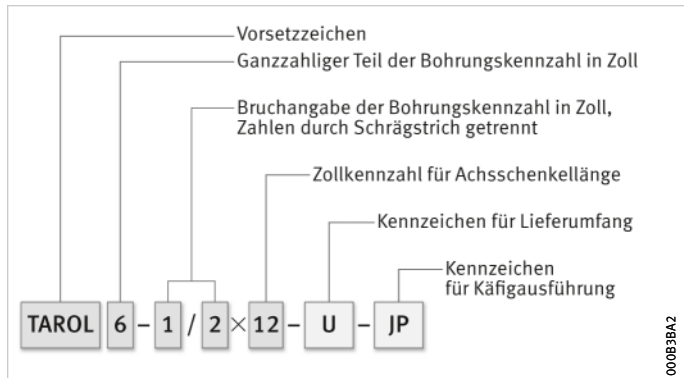 Vorsetzzeichen
Ganzzahliger Teil der Bohrungskennzahl in Zoll
Bruchangabe der Bohrungskennzahl in Zoll,
Zahlen durch Schrägstrich getrennt
Zollkennzahl für Achsschenkellänge
Kennzeichen für Lieferumfang
Kennzeichen
für Käfigausführung
TAROL 6 – 1 / 2 × 12 – U – JP
000B3BA2